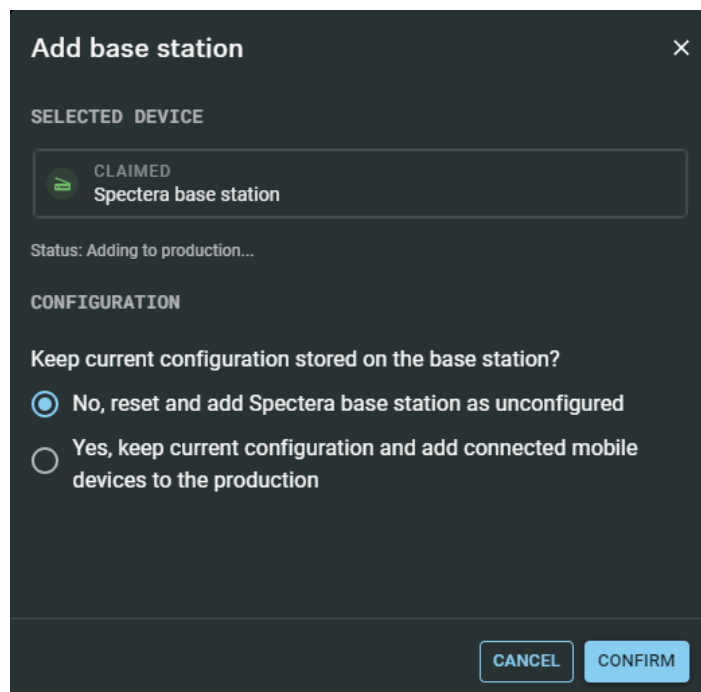 Add base station
SELECTED DEVICE
CLAIMED
Spectera base station
Status: Adding to production...
CONFIGURATION
Keep current configuration stored on the base station?
No, reset and add Spectera base station as unconfigured
Yes, keep current configuration and add connected mobile
devices to the production
CANCEL
CONFIRM